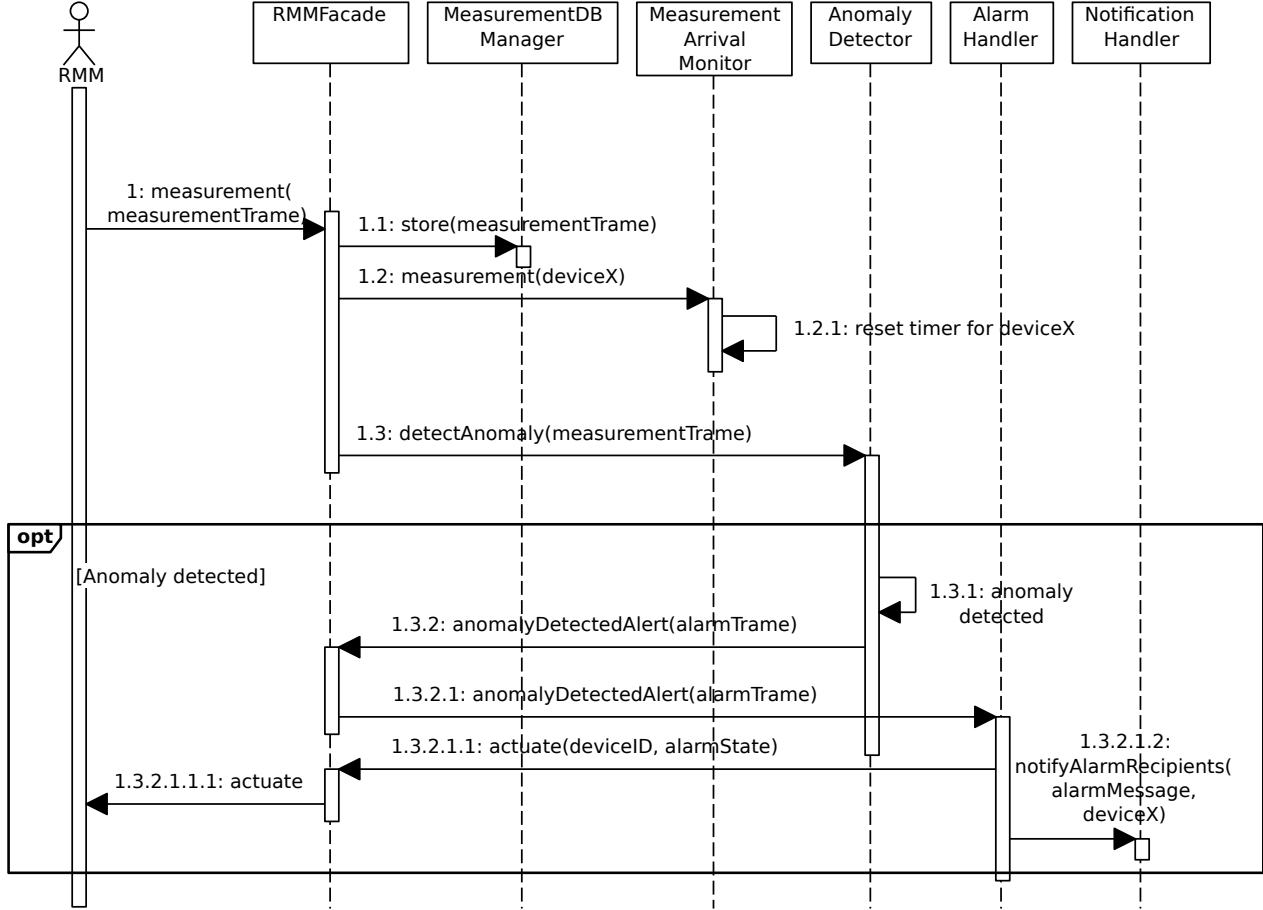 RMM
RMMFacade
MeasurementDB
Manager
Measurement
Arrival
Monitor
Anomaly
Detector
Alarm
Handler
Notification
Handler
1: measurement(
measurementTrame)
1.1: store(measurementTrame)
1.2: measurement(deviceX)
1.2.1: reset timer for deviceX
1.3: detectAnomaly(measurementTrame)
opt
[Anomaly detected]
1.3.1: anomaly
detected
1.3.2: anomalyDetectedAlert(alarmTrame)
1.3.2.1: anomalyDetectedAlert(alarmTrame)
1.3.2.1.1: actuate(deviceID, alarmState)
1.3.2.1.1.1: actuate
1.3.2.1.2:
notifyAlarmRecipients(
alarmMessage,
deviceX)